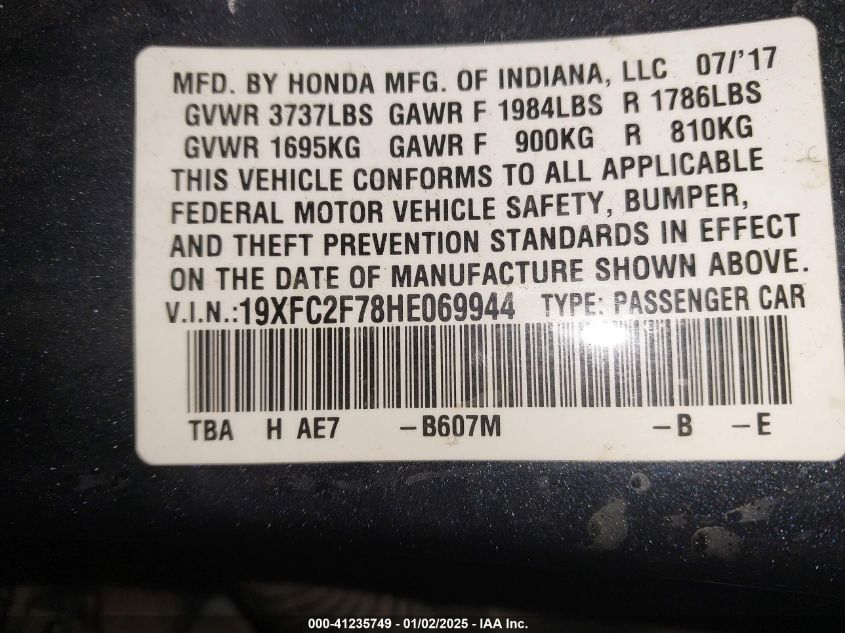 MFD. BY HONDA MFG. OF INDIANA, LLC 07/'17
GVWR 3737LBS GAWR F 1984LBS R 1786LBS
GVWR 1695KG GAWR F 900KG R 810KG
THIS VEHICLE CONFORMS TO ALL APPLICABLE
FEDERAL MOTOR VEHICLE SAFETY, BUMPER,
AND THEFT PREVENTION STANDARDS IN EFFECT
ON THE DATE OF MANUFACTURE SHOWN ABOVE.
V.I.N.:19XFC2F78HE069944 TYPE: PASSENGER CAR
TBA H AE7 -B607M -B -E
000-41235749 - 01/02/2025 - IAA Inc.